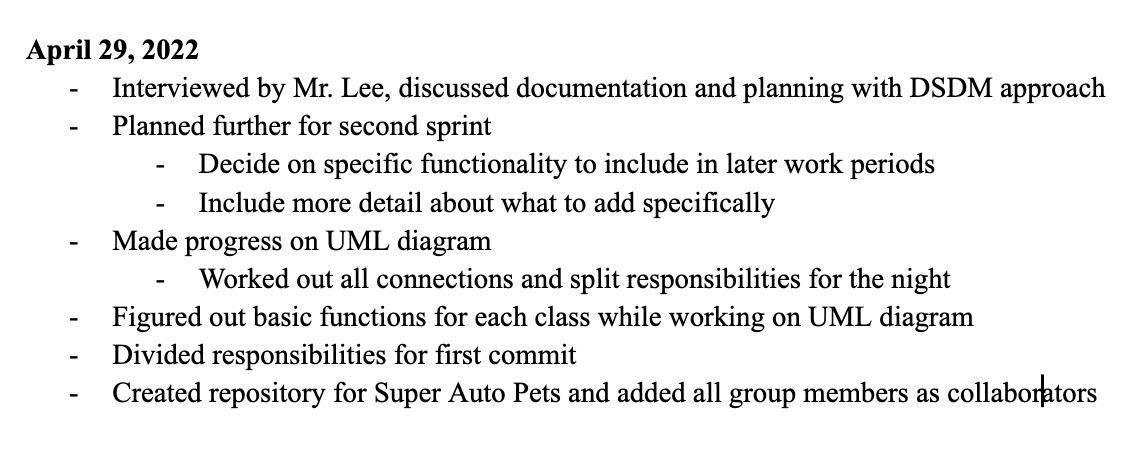 April 29, 2022
- Interviewed by Mr. Lee, discussed documentation and planning with DSDM approach
- Planned further for second sprint
- Decide on specific functionality to include in later work periods
- Include more detail about what to add specifically
- Made progress on UML diagram
- Worked out all connections and split responsibilities for the night
- Figured out basic functions for each class while working on UML diagram
- Divided responsibilities for first commit
- Created repository for Super Auto Pets and added all group members as collaborators